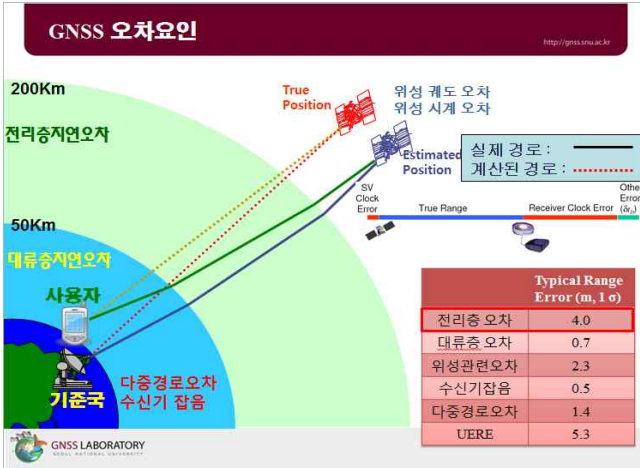 GNSS 오차요인
http://gnss.snu.ac.kr
200Km
전리층지연오차
True
Position
위성 궤도 오차
위성 시계 오차
Estimated
Position
실제 경로 :
계산된 경로 :
SV
Clock
Error
True Range
Receiver Clock Error
Othe
Error
50Km
대류층지연오차
사용자
기준국
다중경로오차
수신기 잡음
Typical Range
Error (m, 1 σ)
전리층 오차 4.0
대류층 오차 0.7
위성관련오차 2.3
수신기잡음 0.5
다중경로오차 1.4
UERE 5.3
GNSS LABORATORY
SEOUL NATIONAL UNIVERSITY